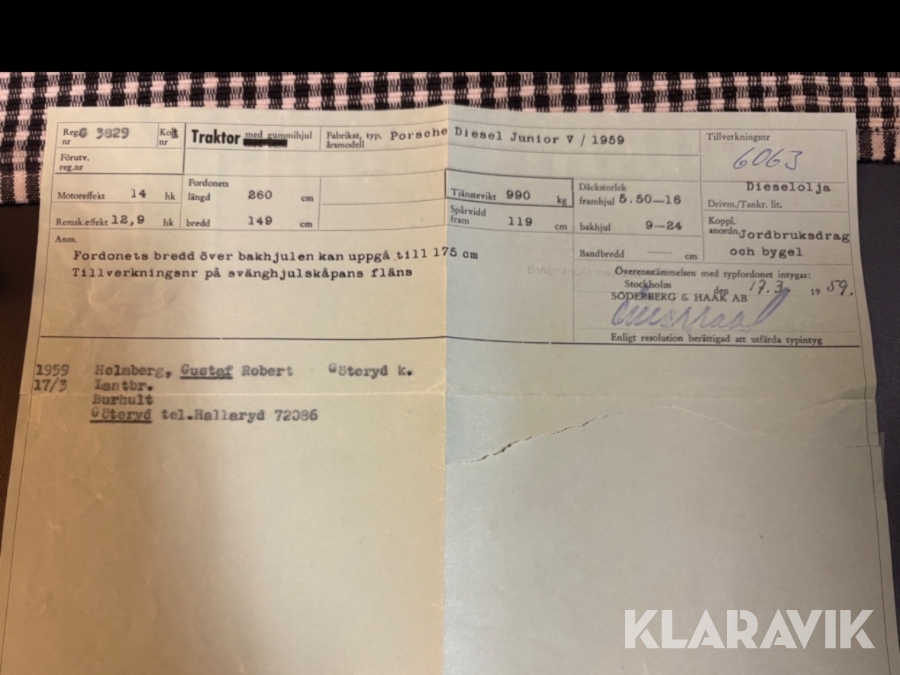 Reg. nr G 3829
Kont. nr
Traktor med gummihjul
Fabrikat, typ, årsmodell Porsche Diesel Junior V / 1959
Tillverkningsnr
6063
Förutv. reg.nr
Motoreffekt 14 hk
Fordonets längd 260 cm
Tjänstevikt 990 kg
Däckstorlek framhjul 5.50—16
Dieselolja
Drivm./Tankr. lit.
Remsk.effekt 12,9 hk
bredd 149 cm
Spårvidd fram 119 cm
bakhjul 9—24
Koppl. anordn. Jordbruksdrag
och bygel
Anm.
Fordonets bredd över bakhjulen kan uppgå till 175 cm
Tillverkningsnr på svänghjulskåpans fläns
Bandbredd — cm
Överensstämmelsen med typfordonet intygas:
Stockholm den 17.3 1959.
SÖDERBERG & HAAK AB
Enligt resolution berättigad att utfärda typintyg
1959 Holmberg, Gustaf Robert - Göteryd k.
17/3 Lantbr.
Burhult
Göteryd tel.Hallaryd 72086
KLARAVIK